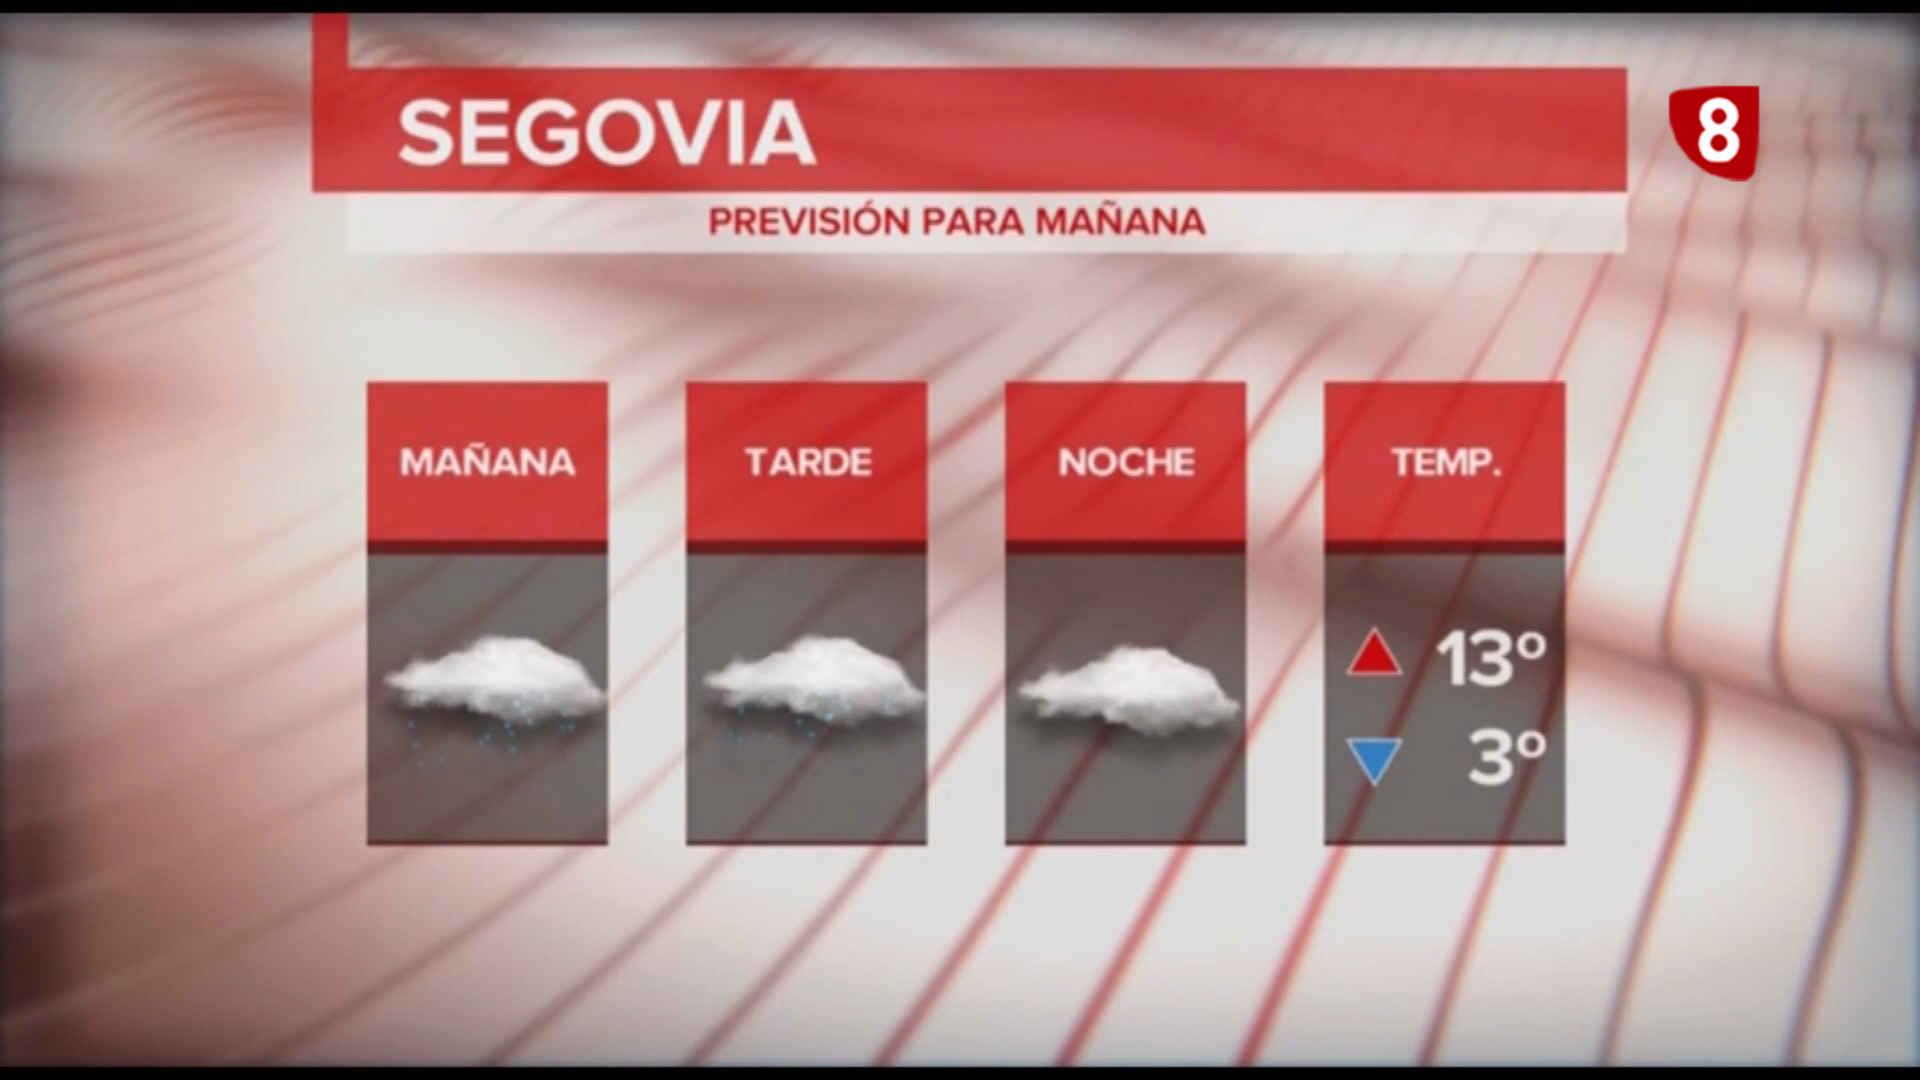 SEGOVIA
8
PREVISIÓN PARA MAÑANA
MAÑANA
TARDE
NOCHE
TEMP.
13º
3º